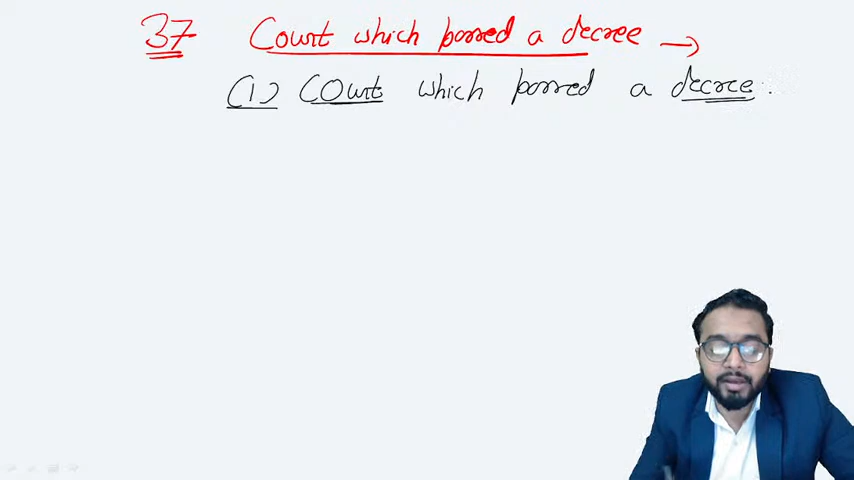 37 Court which passed a decree →
(1) Court which passed a decree.